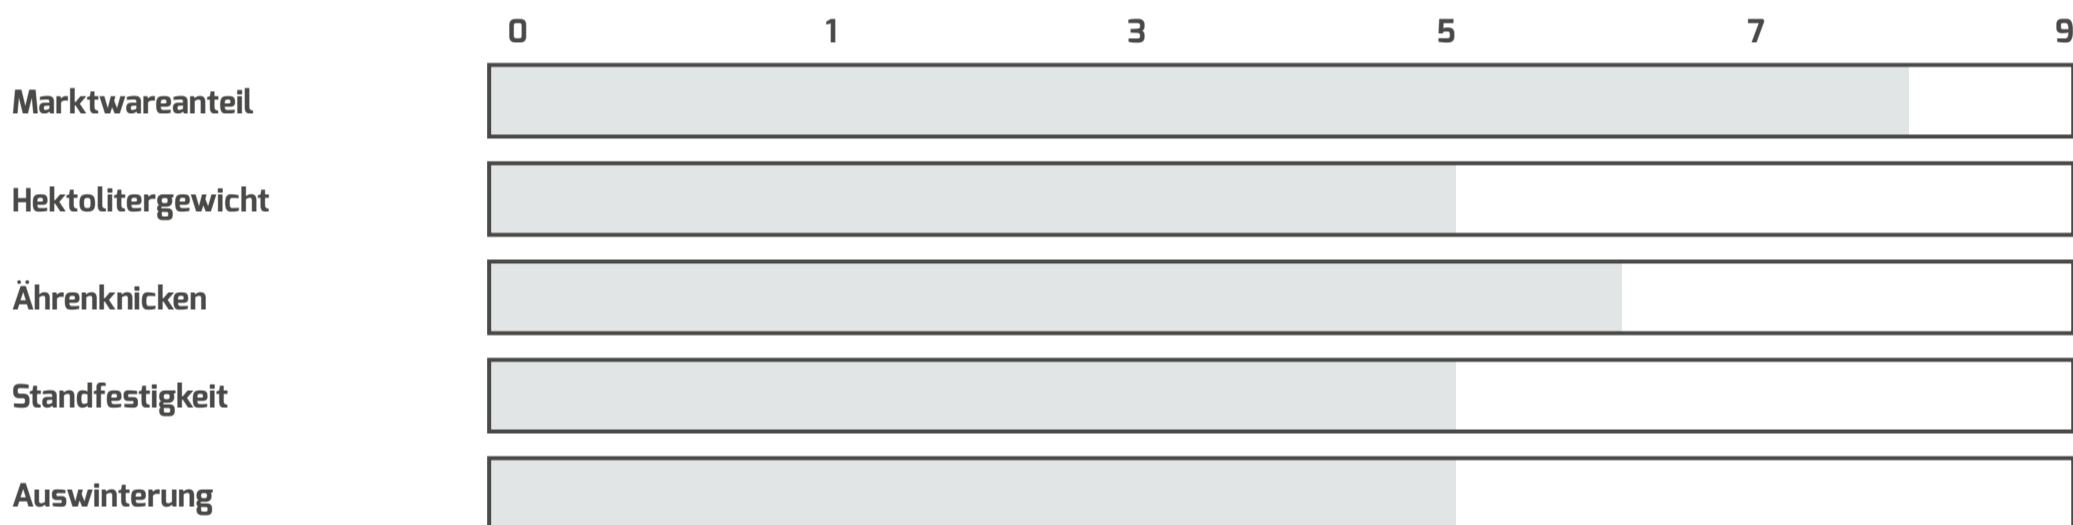 0 1 3 5 7 9
Marktwareanteil
Hektolitergewicht
Ährenknicken
Standfestigkeit
Auswinterung